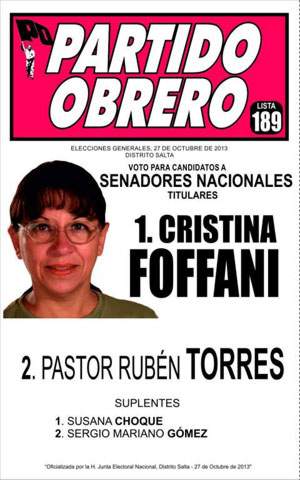 PO
PARTIDO
OBRERO
LISTA
189
ELECCIONES GENERALES, 27 DE OCTUBRE DE 2013
DISTRITO SALTA
VOTO PARA CANDIDATOS A
SENADORES NACIONALES
TITULARES
1. CRISTINA
FOFFANI
2. PASTOR RUBÉN TORRES
SUPLENTES
1. SUSANA CHOQUE
2. SERGIO MARIANO GÓMEZ
"Oficializada por la H. Junta Electoral Nacional, Distrito Salta - 27 de Octubre de 2013"